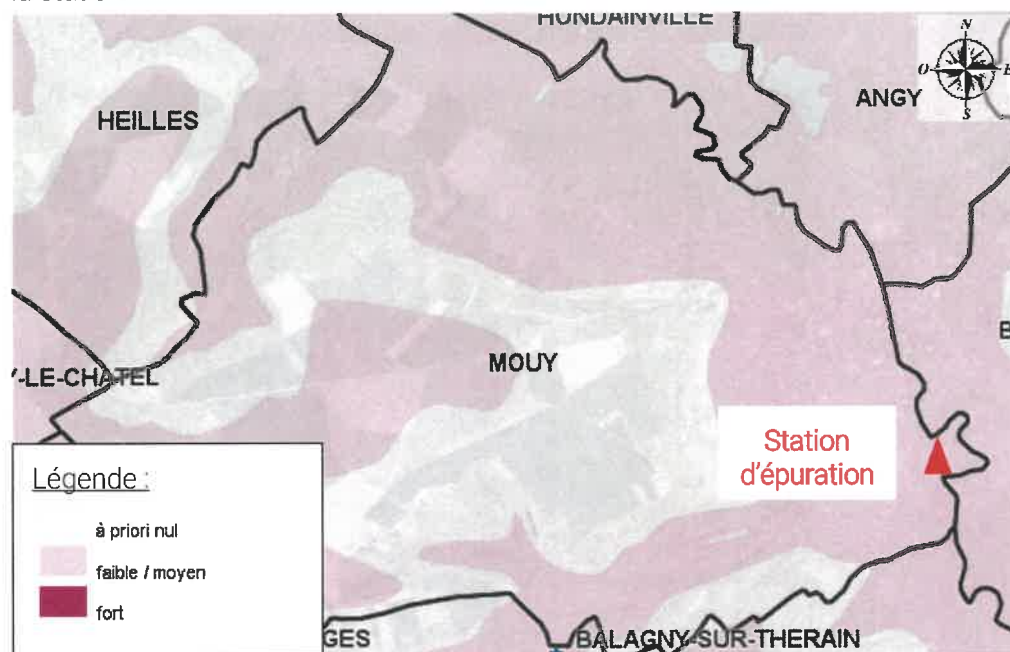 HONDAINVILLE
N
O
E
S
ANGY
HEILLES
MOUY
Y-LE-CHATEL
B
Station
d'épuration
Légende :
à priori nul
faible / moyen
fort
GES
BALAGNY-SUR-THERAIN